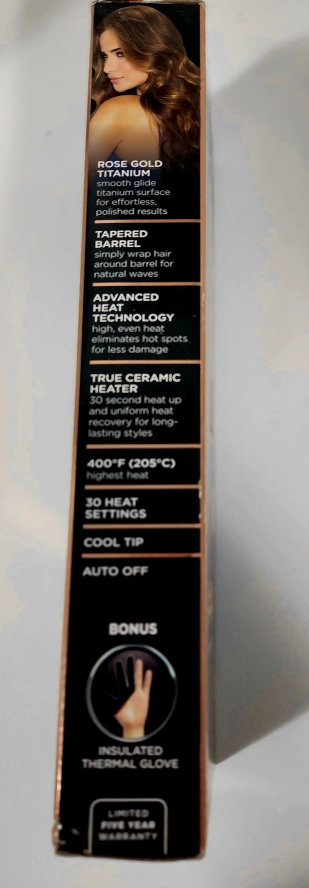 ROSE GOLD
TITANIUM
smooth glide
titanium surface
for effortless,
polished results
TAPERED
BARREL
simply wrap hair
around barrel for
natural waves
ADVANCED
HEAT
TECHNOLOGY
high, even heat
eliminates hot spots
for less damage
TRUE CERAMIC
HEATER
30 second heat up
and uniform heat
recovery for long-
lasting styles
400°F (205°C)
highest heat
30 HEAT
SETTINGS
COOL TIP
AUTO OFF
BONUS
INSULATED
THERMAL GLOVE
LIMITED
FIVE YEAR
WARRANTY